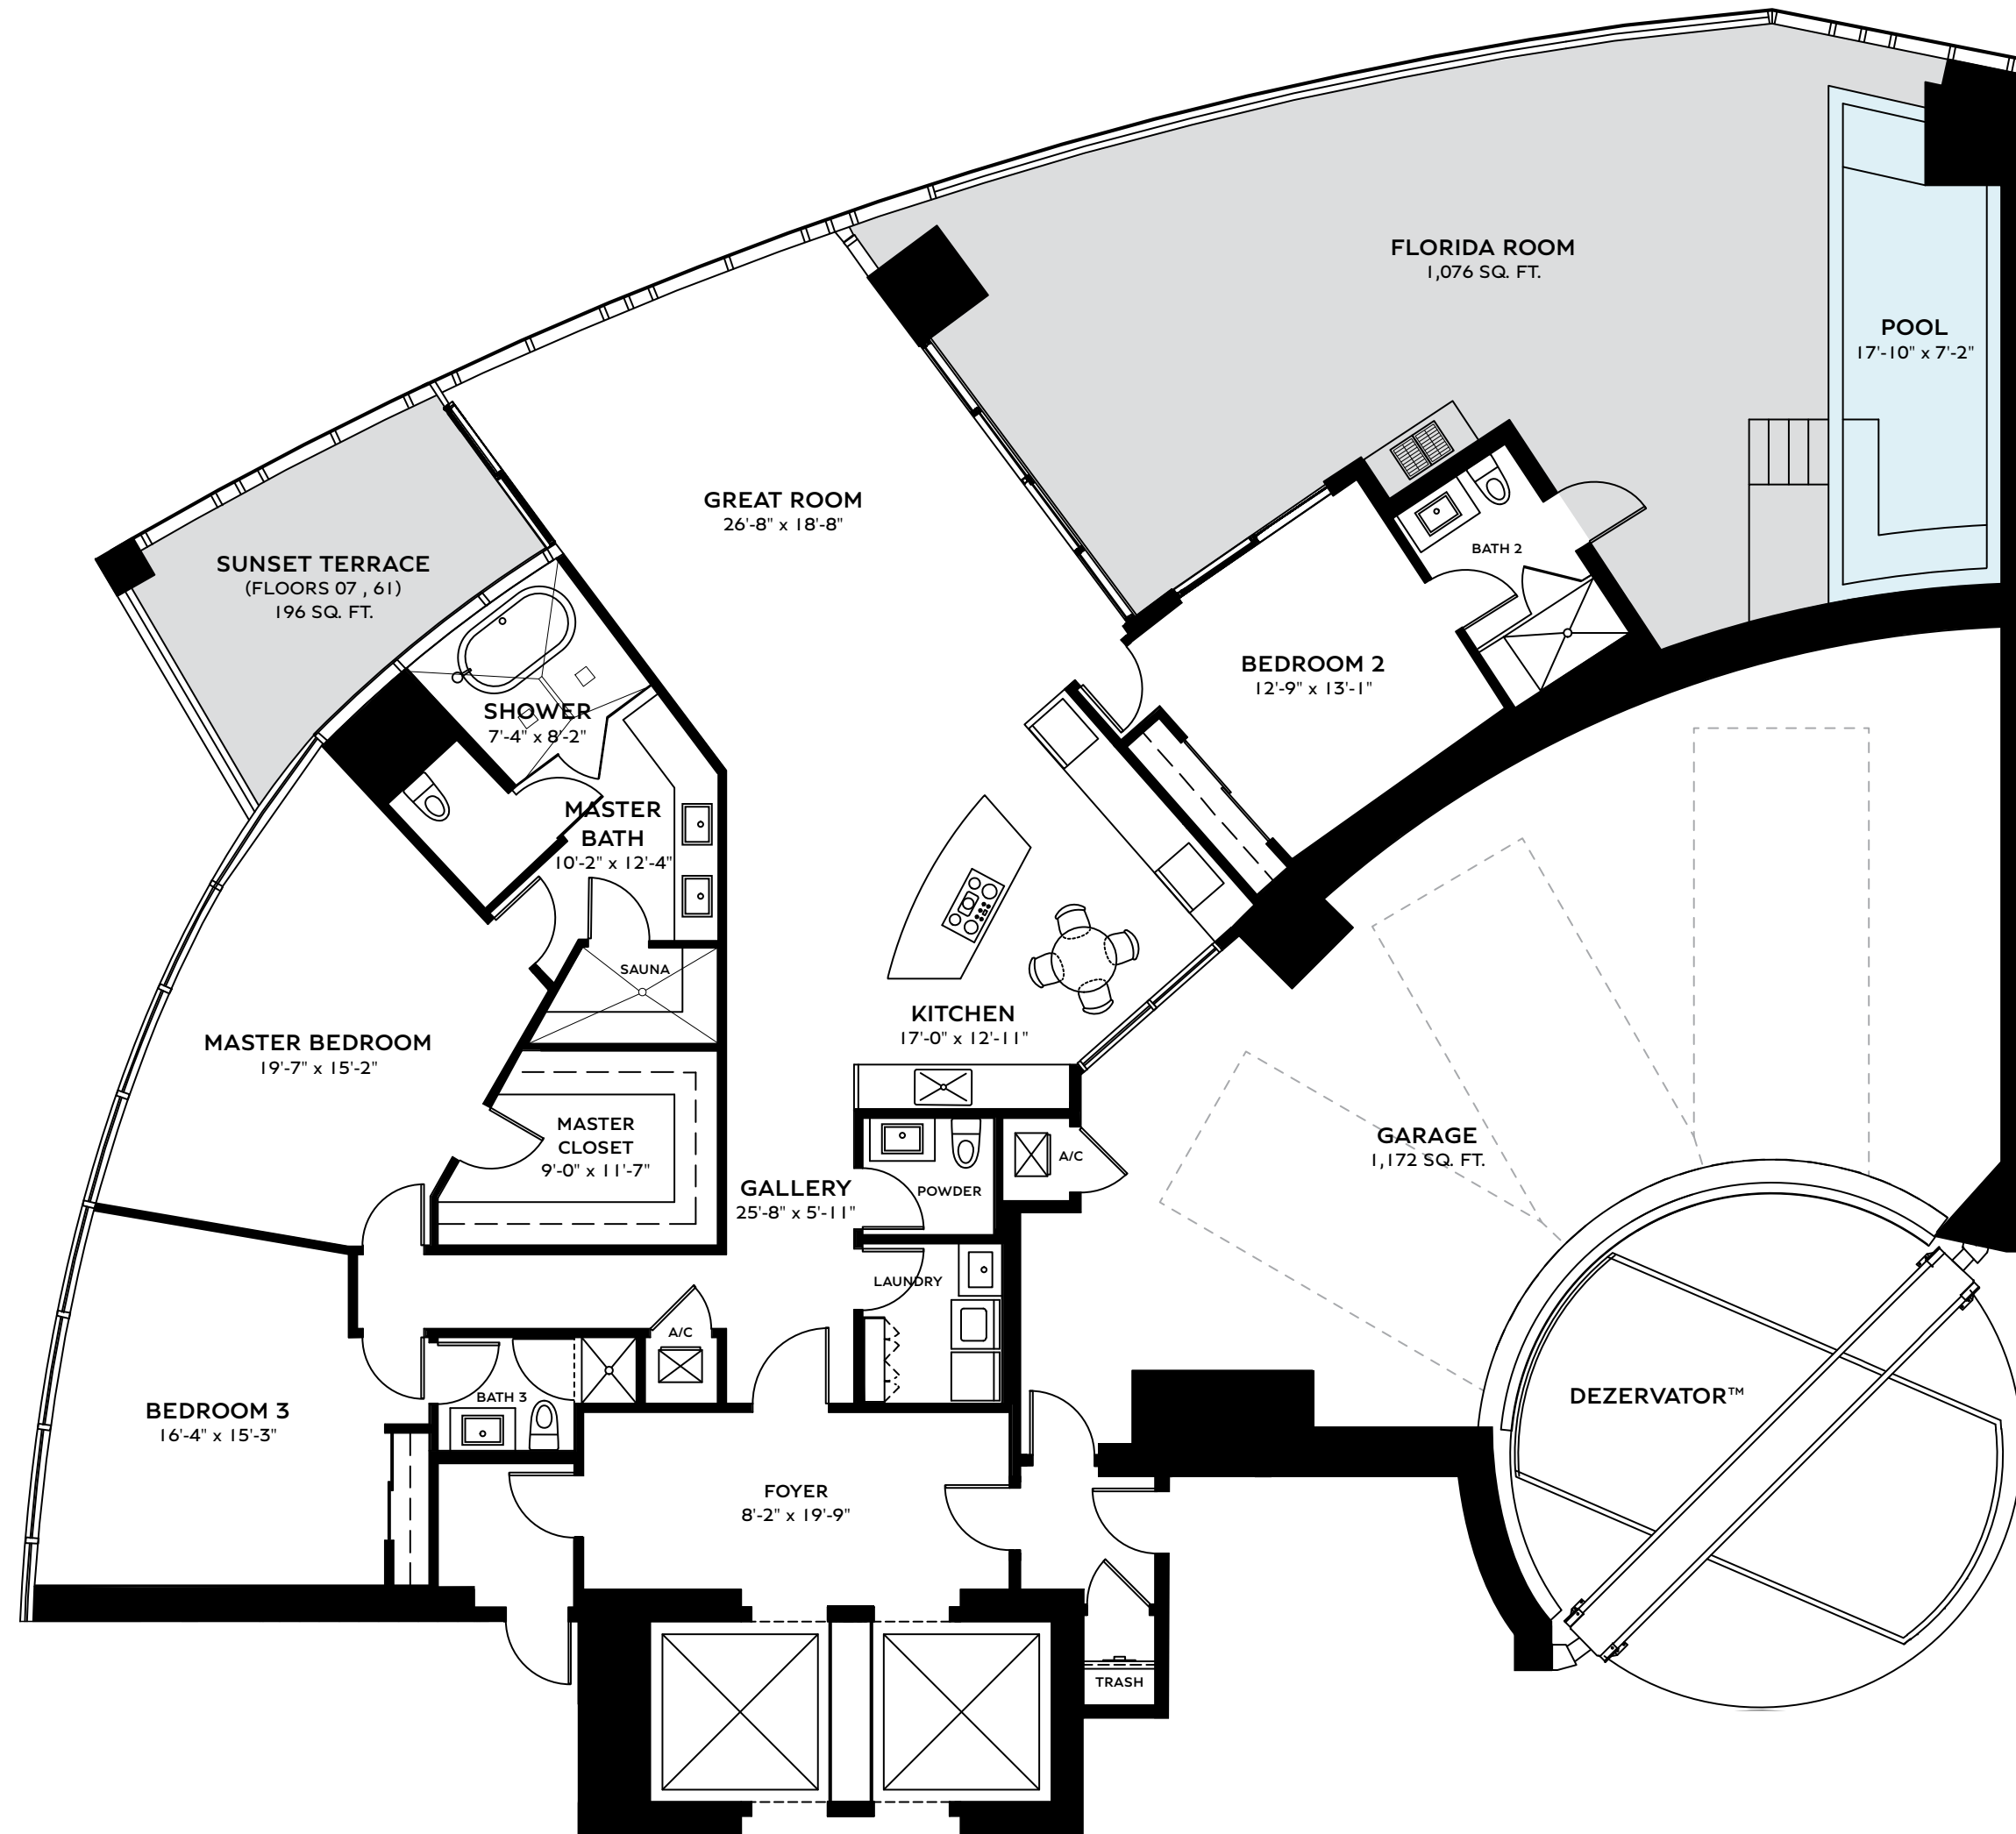 FLORIDA ROOM
1,076 SQ. FT.
POOL
17'-10" x 7'-2"
GREAT ROOM
26'-8" x 18'-8"
SUNSET TERRACE
(FLOORS 07 , 61)
196 SQ. FT.
BATH 2
BEDROOM 2
12'-9" x 13'-1"
SHOWER
7'-4" x 8'-2"
MASTER
BATH
10'-2" x 12'-4"
SAUNA
KITCHEN
17'-0" x 12'-11"
MASTER BEDROOM
19'-7" x 15'-2"
MASTER
CLOSET
9'-0" x 11'-7"
GARAGE
1,172 SQ. FT.
A/C
GALLERY
25'-8" x 5'-11"
POWDER
LAUNDRY
A/C
BATH 3
DEZERVATOR™
BEDROOM 3
16'-4" x 15'-3"
FOYER
8'-2" x 19'-9"
TRASH